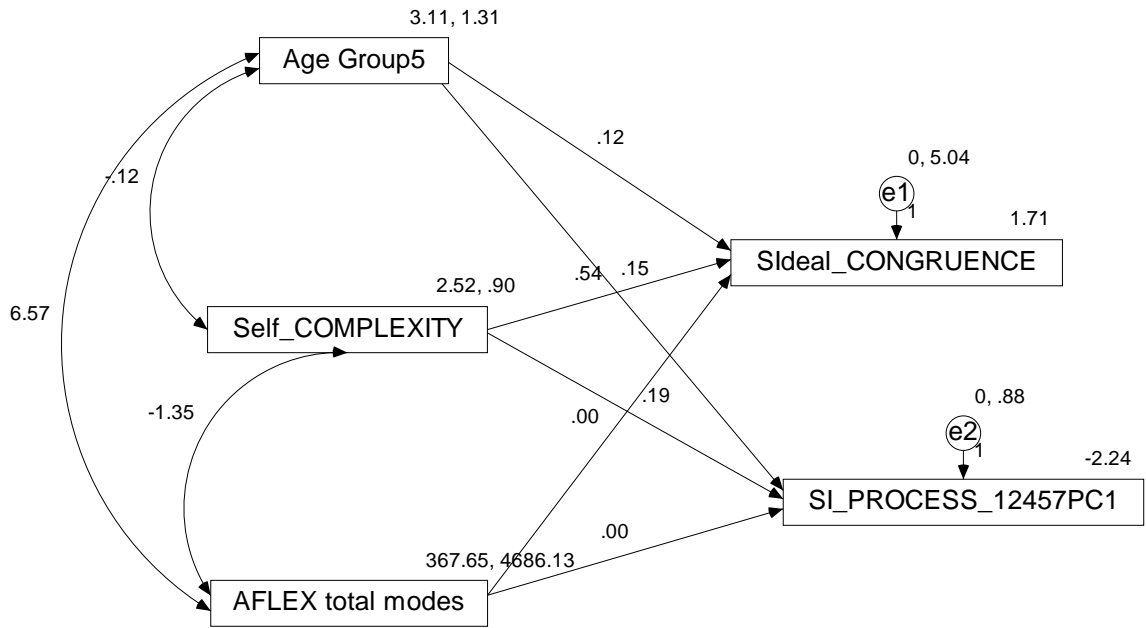 3.11, 1.31
Age Group5
.12
-.12
0, 5.04
e1
1
1.71
SIdeal_CONGRUENCE
.54
.15
2.52, .90
6.57
Self_COMPLEXITY
.19
-1.35
.00
0, .88
e2
1
-2.24
SI_PROCESS_12457PC1
.00
367.65, 4686.13
AFLEX total modes